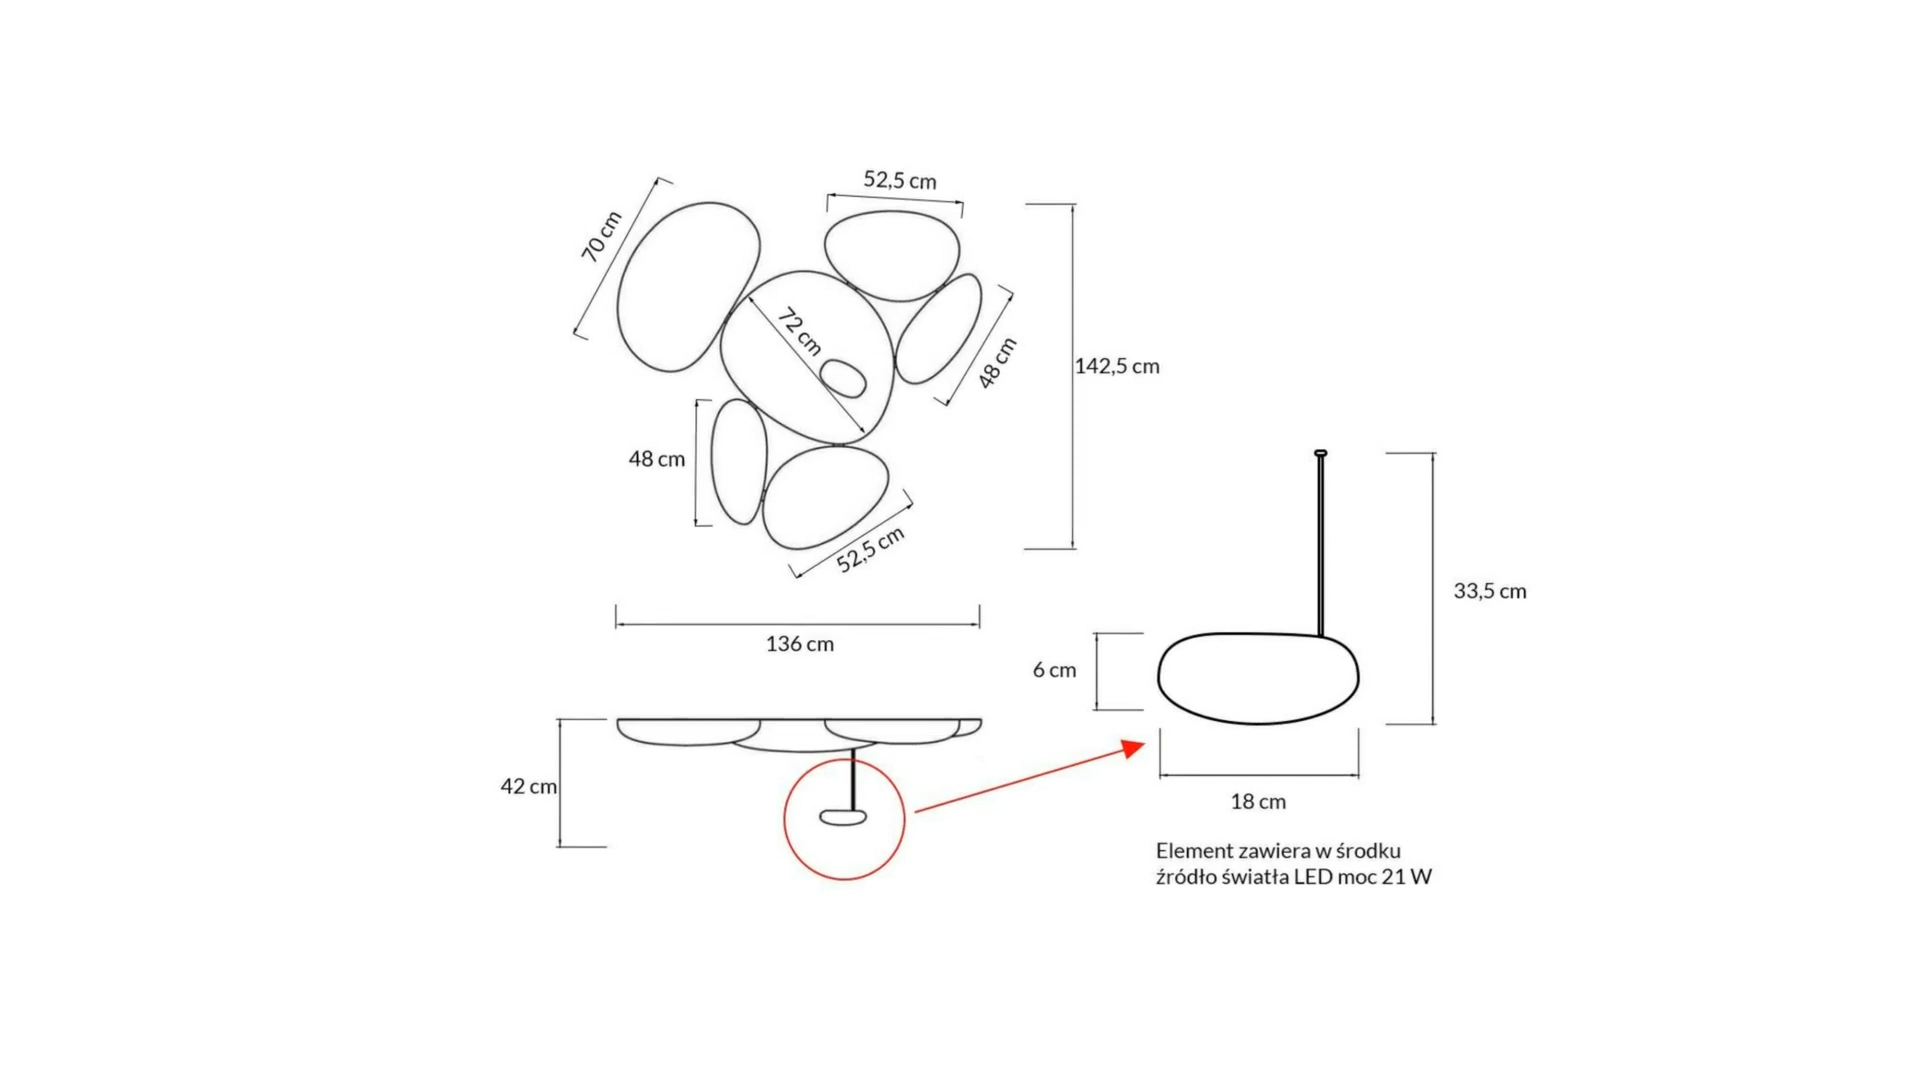 52,5 cm
70 cm
72 cm
48 cm
142,5 cm
48 cm
52,5 cm
136 cm
33,5 cm
6 cm
42 cm
18 cm
Element zawiera w środku
źródło światła LED moc 21 W